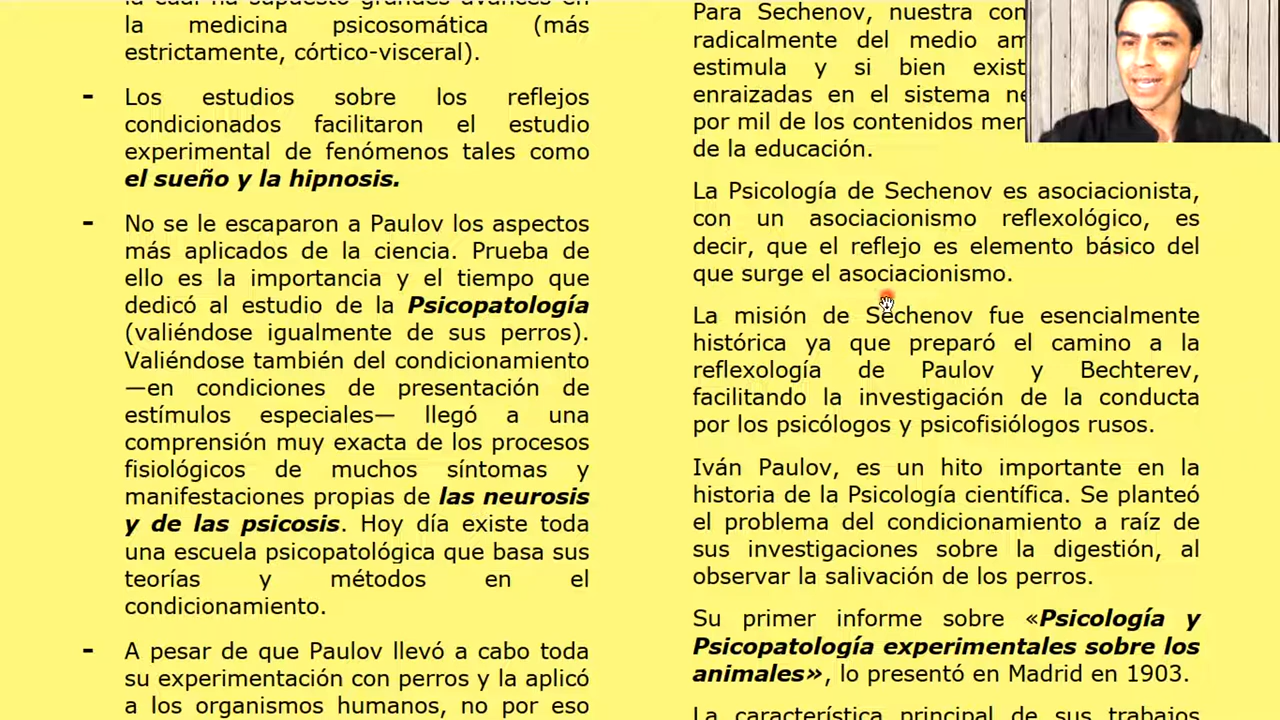 la cual ha supuesto grandes avances en
la medicina psicosomática (más
estrictamente, córtico-visceral).
- Los estudios sobre los reflejos
condicionados facilitaron el estudio
experimental de fenómenos tales como
el sueño y la hipnosis.
- No se le escaparon a Paulov los aspectos
más aplicados de la ciencia. Prueba de
ello es la importancia y el tiempo que
dedicó al estudio de la Psicopatología
(valiéndose igualmente de sus perros).
Valiéndose también del condicionamiento
—en condiciones de presentación de
estímulos especiales— llegó a una
comprensión muy exacta de los procesos
fisiológicos de muchos síntomas y
manifestaciones propias de las neurosis
y de las psicosis. Hoy día existe toda
una escuela psicopatológica que basa sus
teorías y métodos en el
condicionamiento.
- A pesar de que Paulov llevó a cabo toda
su experimentación con perros y la aplicó
a los organismos humanos, no por eso
Para Sechenov, nuestra con
radicalmente del medio am
estimula y si bien exist
enraizadas en el sistema ne
por mil de los contenidos men
de la educación.
La Psicología de Sechenov es asociacionista,
con un asociacionismo reflexológico, es
decir, que el reflejo es elemento básico del
que surge el asociacionismo.
La misión de Sechenov fue esencialmente
histórica ya que preparó el camino a la
reflexología de Paulov y Bechterev,
facilitando la investigación de la conducta
por los psicólogos y psicofisiólogos rusos.
Iván Paulov, es un hito importante en la
historia de la Psicología científica. Se planteó
el problema del condicionamiento a raíz de
sus investigaciones sobre la digestión, al
observar la salivación de los perros.
Su primer informe sobre «Psicología y
Psicopatología experimentales sobre los
animales», lo presentó en Madrid en 1903.
La característica principal de sus trabajos